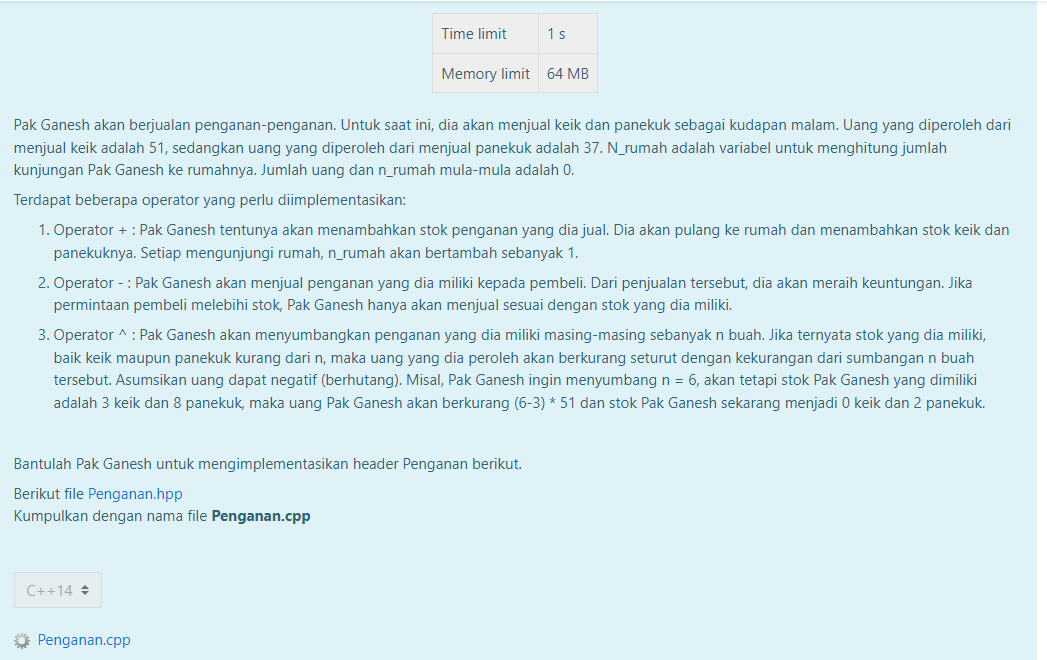 Time limit 1 s
Memory limit 64 MB
Pak Ganesh akan berjualan penganan-penganan. Untuk saat ini, dia akan menjual keik dan panekuk sebagai kudapan malam. Uang yang diperoleh dari
menjual keik adalah 51, sedangkan uang yang diperoleh dari menjual panekuk adalah 37. N_rumah adalah variabel untuk menghitung jumlah
kunjungan Pak Ganesh ke rumahnya. Jumlah uang dan n_rumah mula-mula adalah 0.
Terdapat beberapa operator yang perlu diimplementasikan:
1. Operator + : Pak Ganesh tentunya akan menambahkan stok penganan yang dia jual. Dia akan pulang ke rumah dan menambahkan stok keik dan
panekuknya. Setiap mengunjungi rumah, n_rumah akan bertambah sebanyak 1.
2. Operator - : Pak Ganesh akan menjual penganan yang dia miliki kepada pembeli. Dari penjualan tersebut, dia akan meraih keuntungan. Jika
permintaan pembeli melebihi stok, Pak Ganesh hanya akan menjual sesuai dengan stok yang dia miliki.
3. Operator ^ : Pak Ganesh akan menyumbangkan penganan yang dia miliki masing-masing sebanyak n buah. Jika ternyata stok yang dia miliki,
baik keik maupun panekuk kurang dari n, maka uang yang dia peroleh akan berkurang seturut dengan kekurangan dari sumbangan n buah
tersebut. Asumsikan uang dapat negatif (berhutang). Misal, Pak Ganesh ingin menyumbang n = 6, akan tetapi stok Pak Ganesh yang dimiliki
adalah 3 keik dan 8 panekuk, maka uang Pak Ganesh akan berkurang (6-3) * 51 dan stok Pak Ganesh sekarang menjadi 0 keik dan 2 panekuk.
Bantulah Pak Ganesh untuk mengimplementasikan header Penganan berikut.
Berikut file Penganan.hpp
Kumpulkan dengan nama file Penganan.cpp
C++14
Penganan.cpp